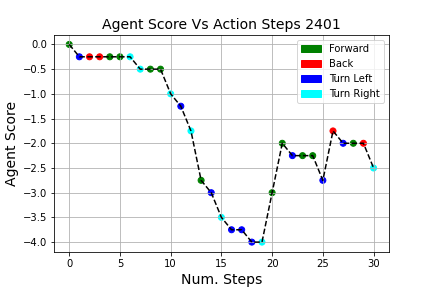 Agent Score Vs Action Steps 2401
Agent Score
0.0
−0.5
−1.0
−1.5
−2.0
−2.5
−3.0
−3.5
−4.0
Forward
Back
Turn Left
Turn Right
0 5 10 15 20 25 30
Num. Steps